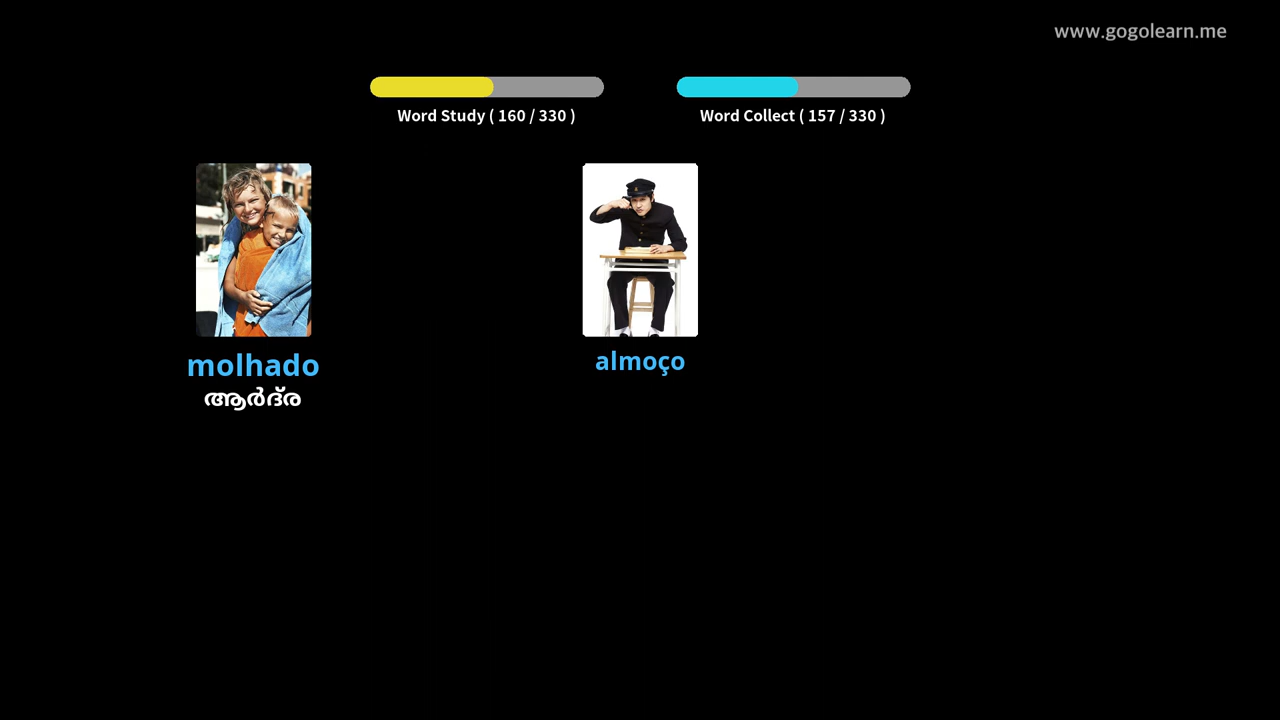 www.gogolearn.me
Word Study ( 160 / 330 )
Word Collect ( 157 / 330 )
molhado
ആർദ്ര
almoço